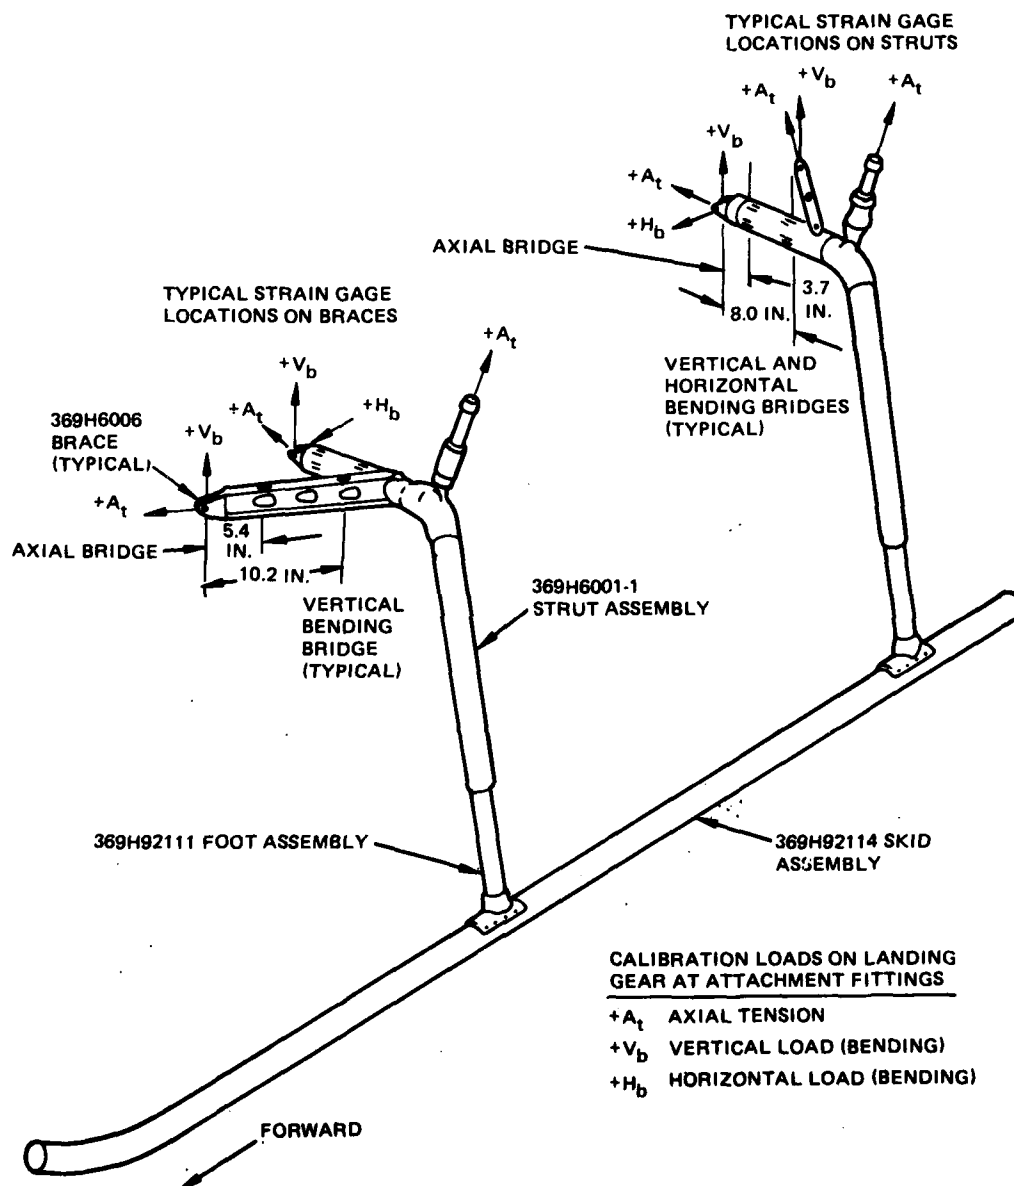 TYPICAL STRAIN GAGE
LOCATIONS ON STRUTS
+Vb
+At
+At
+Vb
+At
+Hb
AXIAL BRIDGE
3.7
IN.
8.0 IN.
VERTICAL AND
HORIZONTAL
BENDING BRIDGES
(TYPICAL)
TYPICAL STRAIN GAGE
LOCATIONS ON BRACES
+At
+Vb
+At
+Hb
369H6006
BRACE
(TYPICAL)
+Vb
+At
AXIAL BRIDGE
5.4
IN.
10.2 IN.
VERTICAL
BENDING
BRIDGE
(TYPICAL)
369H6001-1
STRUT ASSEMBLY
369H92111 FOOT ASSEMBLY
369H92114 SKID
ASSEMBLY
CALIBRATION LOADS ON LANDING
GEAR AT ATTACHMENT FITTINGS
+At AXIAL TENSION
+Vb VERTICAL LOAD (BENDING)
+Hb HORIZONTAL LOAD (BENDING)
FORWARD